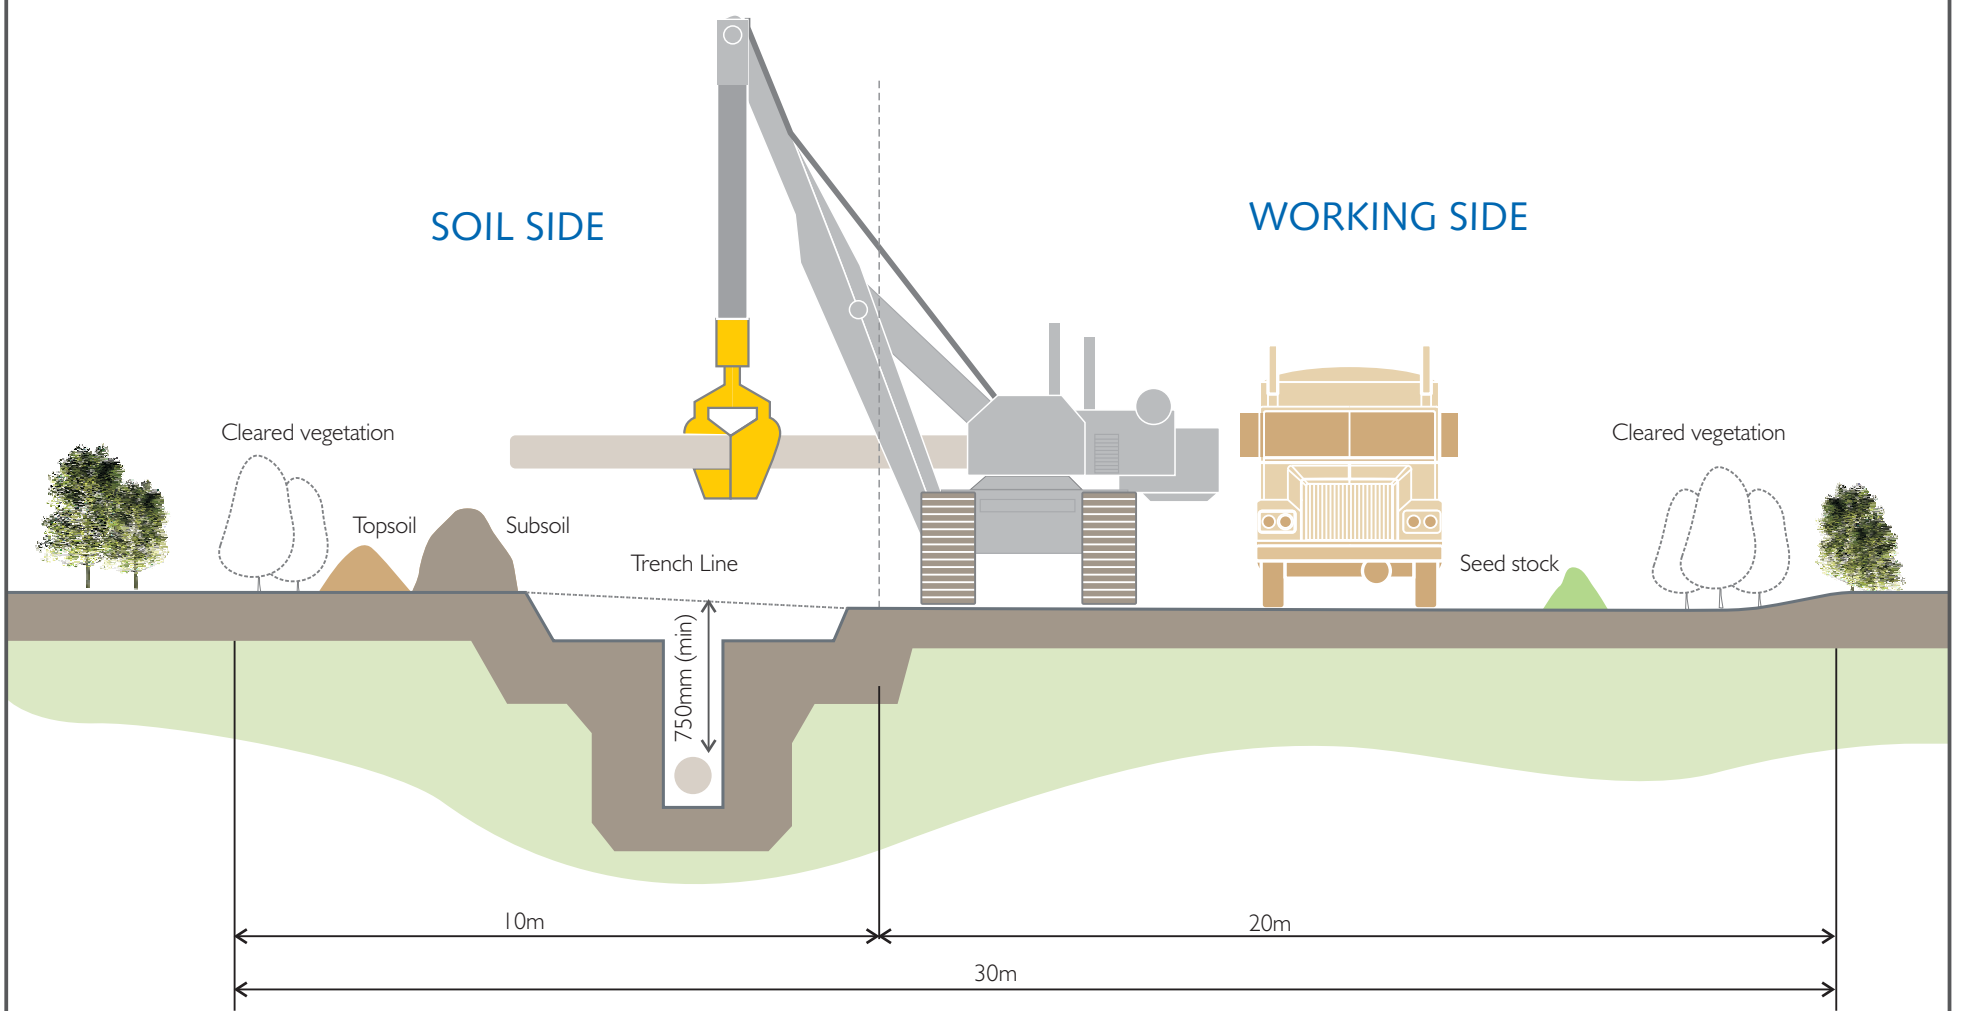 SOIL SIDE
WORKING SIDE
Cleared vegetation
Cleared vegetation
Topsoil
Subsoil
Trench Line
Seed stock
750mm (min)
10m
20m
30m